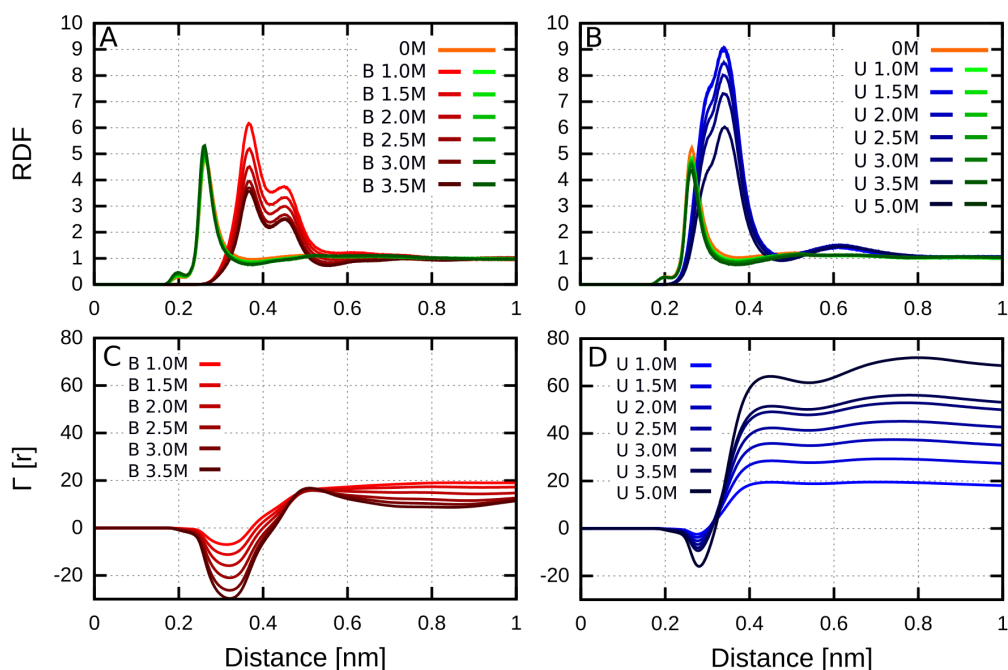 A
B
RDF
10
9
8
7
6
5
4
3
2
1
0
0M
B 1.0M
B 1.5M
B 2.0M
B 2.5M
B 3.0M
B 3.5M
0 0.2 0.4 0.6 0.8 1
10
9
8
7
6
5
4
3
2
1
0
0M
U 1.0M
U 1.5M
U 2.0M
U 2.5M
U 3.0M
U 3.5M
U 5.0M
0 0.2 0.4 0.6 0.8 1
C
D
Γ [r]
80
60
40
20
0
-20
B 1.0M
B 1.5M
B 2.0M
B 2.5M
B 3.0M
B 3.5M
0 0.2 0.4 0.6 0.8 1
Distance [nm]
80
60
40
20
0
-20
U 1.0M
U 1.5M
U 2.0M
U 2.5M
U 3.0M
U 3.5M
U 5.0M
0 0.2 0.4 0.6 0.8 1
Distance [nm]